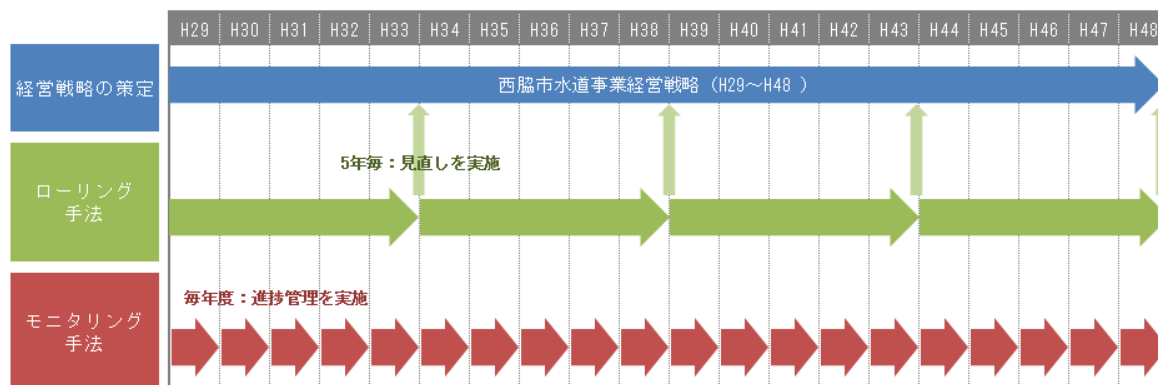 H29 H30 H31 H32 H33 H34 H35 H36 H37 H38 H39 H40 H41 H42 H43 H44 H45 H46 H47 H48
経営戦略の策定
西脇市水道事業経営戦略（H29～H48 ）
5年毎：見直しを実施
ローリング
手法
毎年度：進捗管理を実施
モニタリング
手法